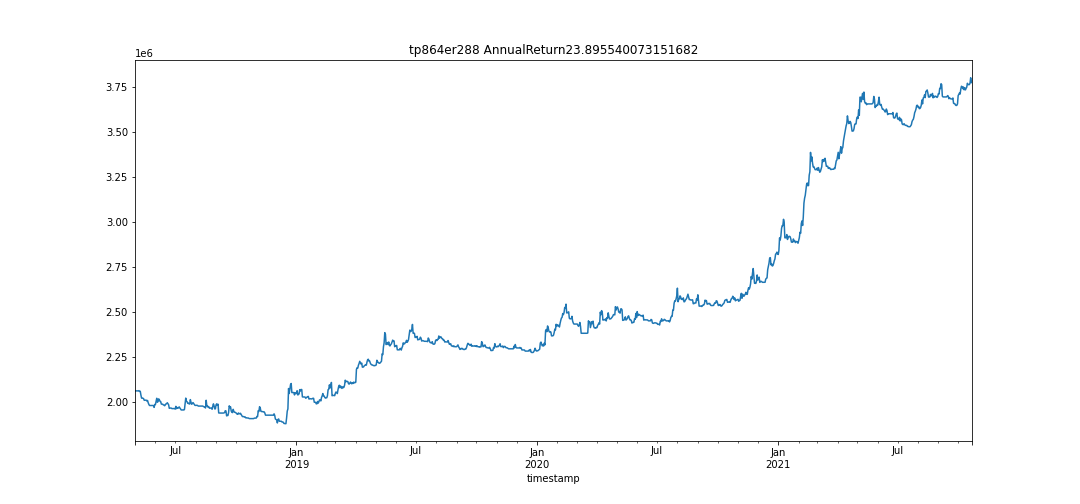 tp864er288 AnnualReturn23.895540073151682
1e6
3.75
3.50
3.25
3.00
2.75
2.50
2.25
2.00
Jul
Jan
2019
Jul
Jan
2020
Jul
Jan
2021
Jul
timestamp